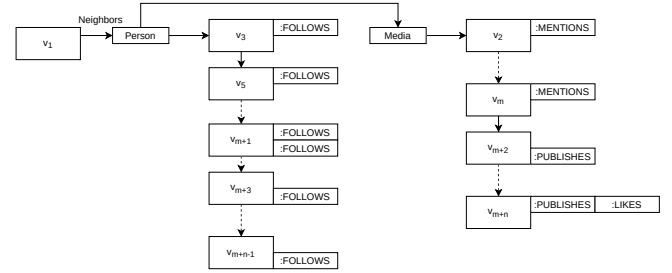 Neighbors
v1
Person
v3
:FOLLOWS
Media
v2
:MENTIONS
v5
:FOLLOWS
vm
:MENTIONS
vm+1
:FOLLOWS
:FOLLOWS
vm+2
:PUBLISHES
vm+3
:FOLLOWS
vm+n
:PUBLISHES
:LIKES
vm+n-1
:FOLLOWS